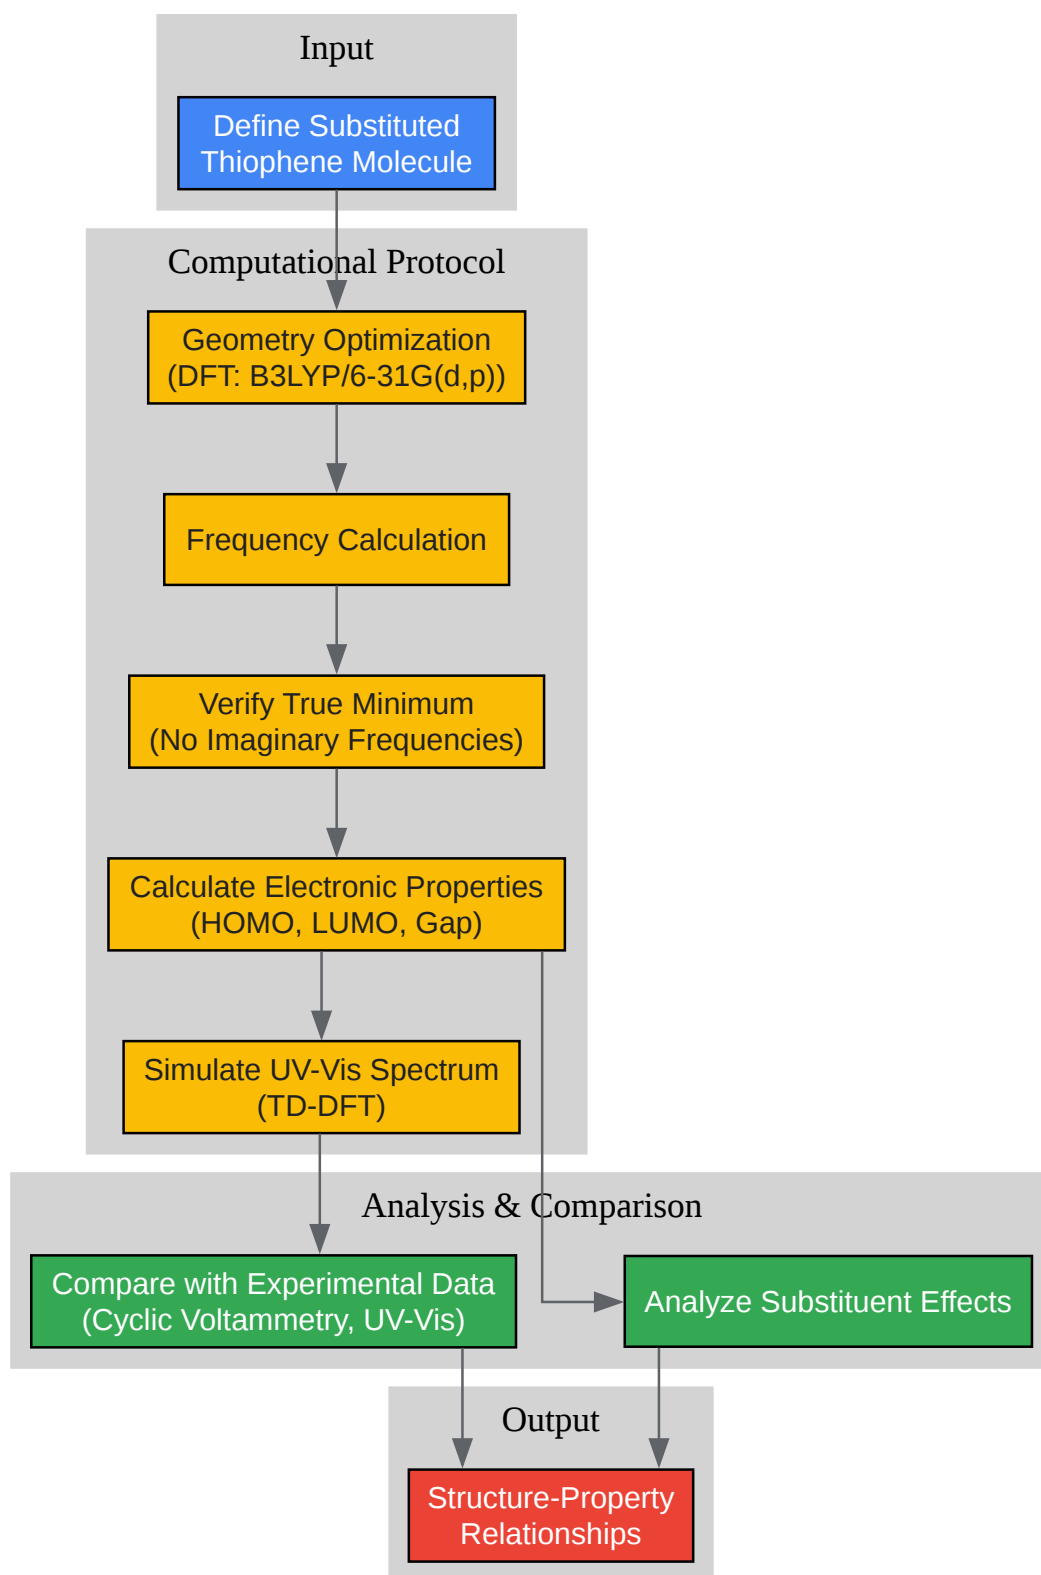 Input
Define Substituted
Thiophene Molecule
Computational Protocol
Geometry Optimization
(DFT: B3LYP/6-31G(d,p))
Frequency Calculation
Verify True Minimum
(No Imaginary Frequencies)
Calculate Electronic Properties
(HOMO, LUMO, Gap)
Simulate UV-Vis Spectrum
(TD-DFT)
Analysis & Comparison
Compare with Experimental Data
(Cyclic Voltammetry, UV-Vis)
Analyze Substituent Effects
Output
Structure-Property
Relationships